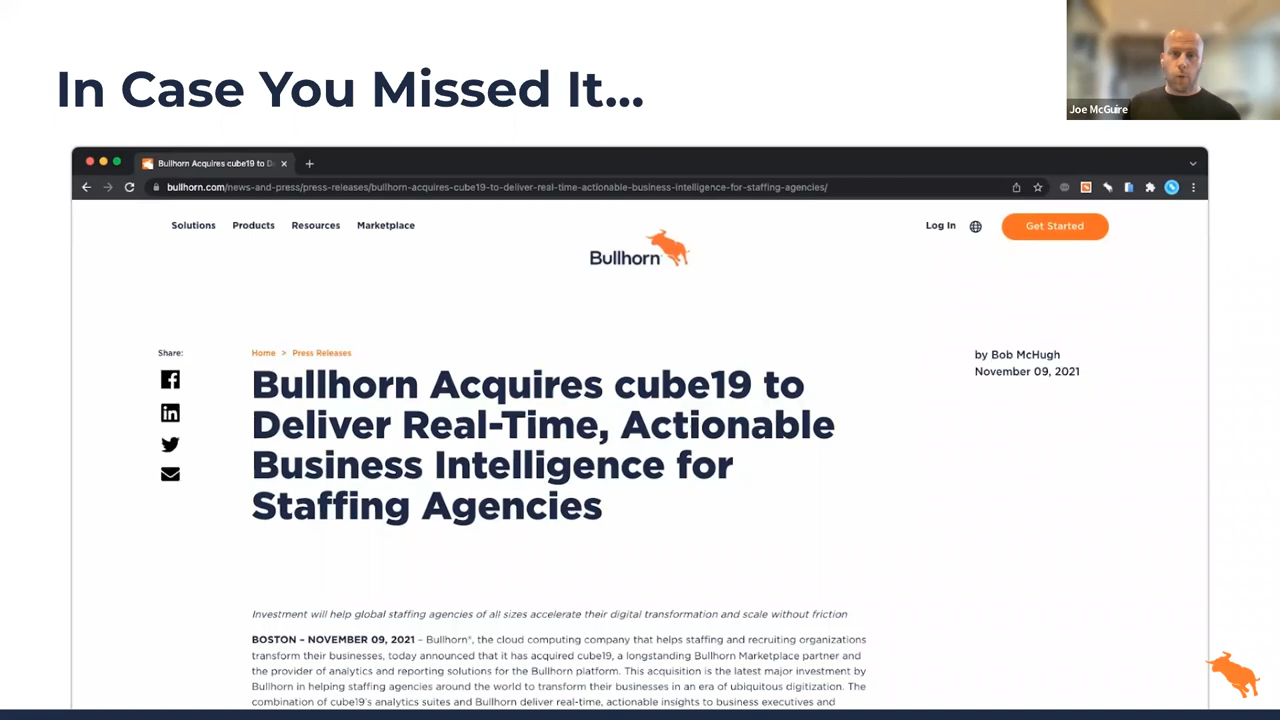 In Case You Missed It...
Joe McGuire
Bullhorn Acquires cube19 to D
bullhorn.com/news-and-press/press-releases/bullhorn-acquires-cube19-to-deliver-real-time-actionable-business-intelligence-for-staffing-agencies/
Solutions Products Resources Marketplace
Bullhorn
Log In Get Started
Share:
Home > Press Releases
by Bob McHugh
November 09, 2021
Bullhorn Acquires cube19 to
Deliver Real-Time, Actionable
Business Intelligence for
Staffing Agencies
Investment will help global staffing agencies of all sizes accelerate their digital transformation and scale without friction
BOSTON – NOVEMBER 09, 2021 – Bullhorn®, the cloud computing company that helps staffing and recruiting organizations
transform their businesses, today announced that it has acquired cube19, a longstanding Bullhorn Marketplace partner and
the provider of analytics and reporting solutions for the Bullhorn platform. This acquisition is the latest major investment by
Bullhorn in helping staffing agencies around the world to transform their businesses in an era of ubiquitous digitization. The
combination of cube19's analytics suites and Bullhorn deliver real-time, actionable insights to business executives and